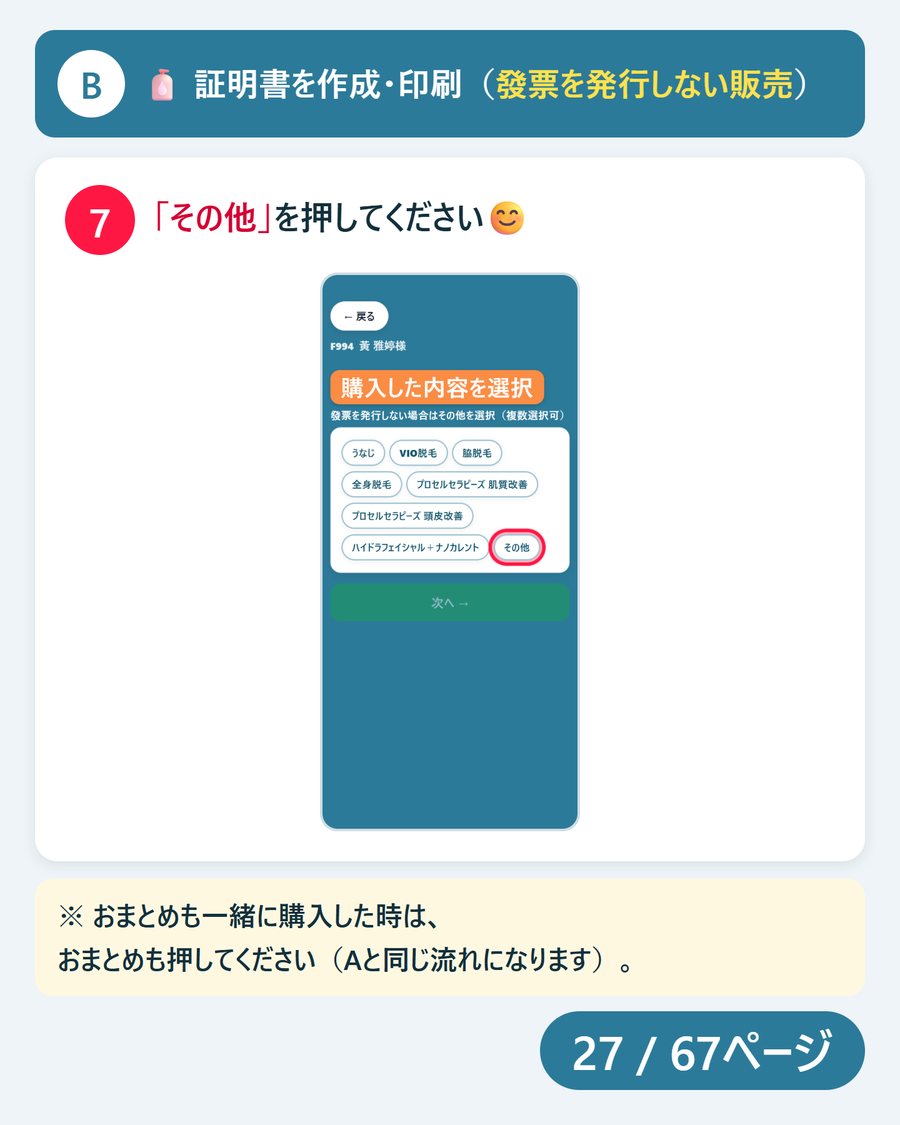 B 証明書を作成・印刷（發票を発行しない販売）
7 「その他」を押してください
← 戻る
F994 黃 雅婷様
購入した内容を選択
發票を発行しない場合はその他を選択（複数選択可）
うなじ VIO脱毛 脇脱毛
全身脱毛 プロセルセラピーズ 肌質改善
プロセルセラピーズ 頭皮改善
ハイドラフェイシャル＋ナノカレント その他
次へ →
※ おまとめも一緒に購入した時は、
おまとめも押してください（Aと同じ流れになります）。
27 / 67ページ